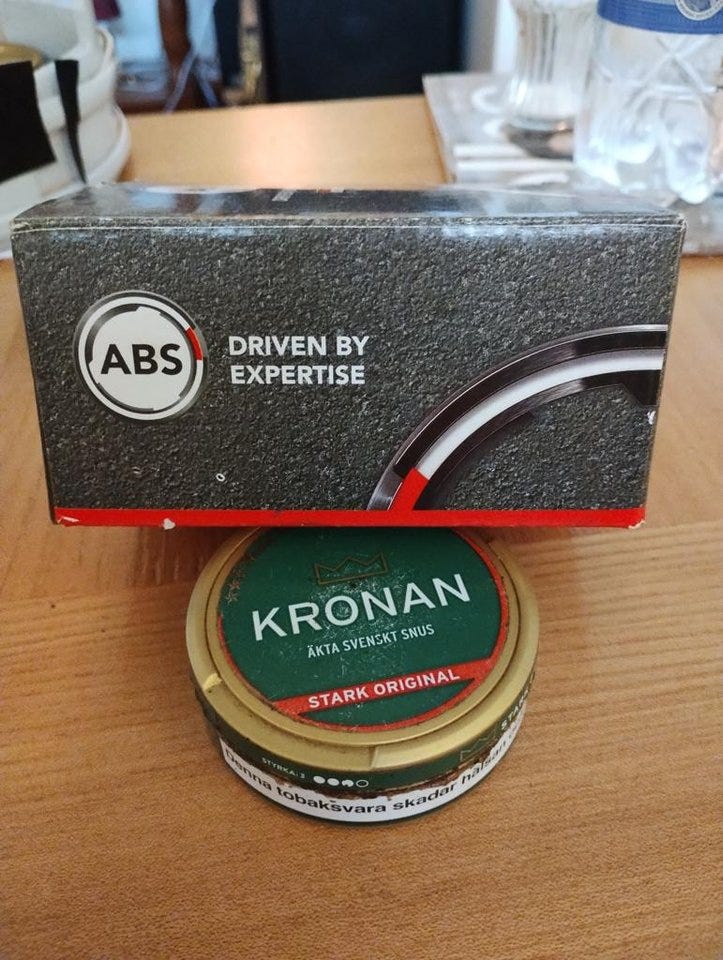 ABS
DRIVEN BY
EXPERTISE
KRONAN
ÄKTA SVENSKT SNUS
STARK ORIGINAL
STYRKA: 3
Denna tobaksvara skadar hälsan